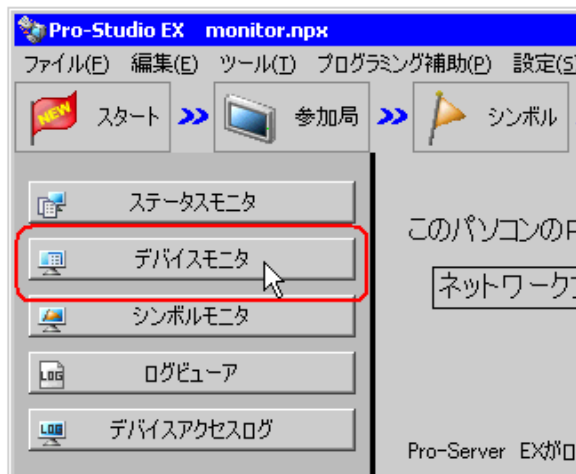 Pro-Studio EX monitor.npx
ファイル(F) 編集(E) ツール(T) プログラミング補助(P) 設定(S)
NEW スタート 参加局 シンボル
ステータスモニタ
このパソコンのP
デバイスモニタ
ネットワーク
シンボルモニタ
LOG ログビューア
LOG デバイスアクセスログ
Pro-Server EXがロ